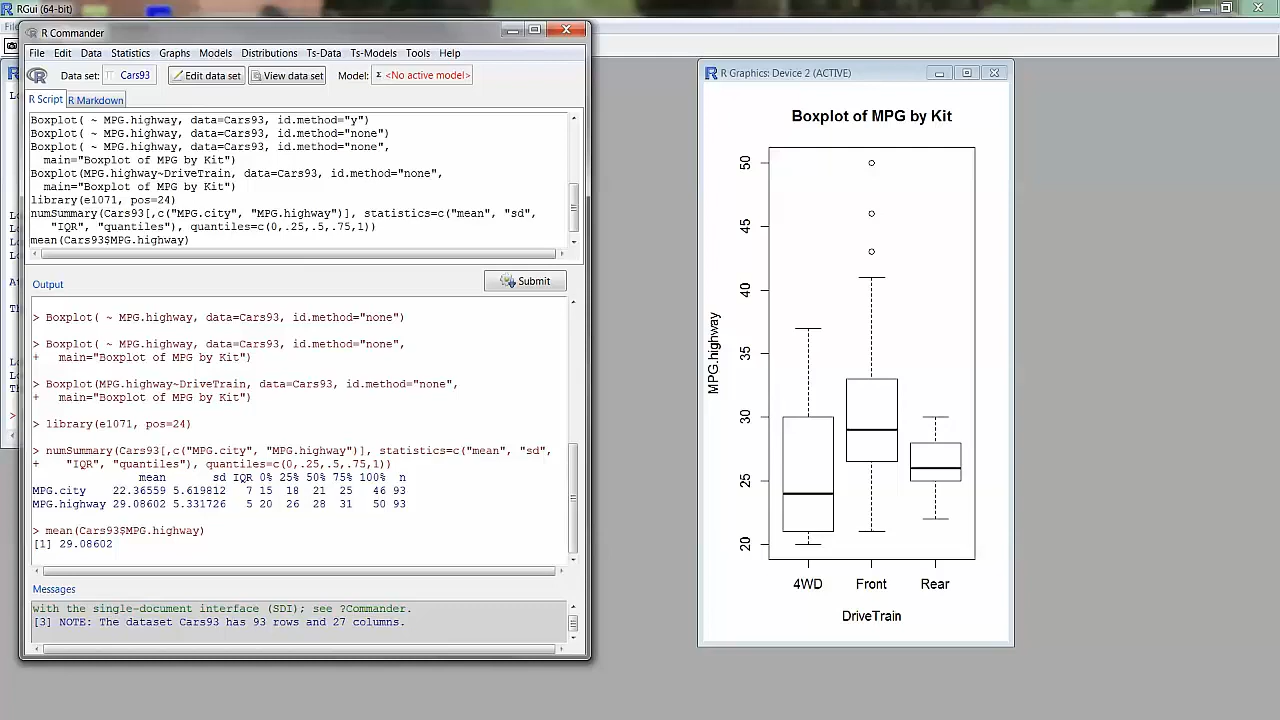 RGui (64-bit)
R Commander
File Edit Data Statistics Graphs Models Distributions Ts-Data Ts-Models Tools Help
Data set: Cars93 Edit data set View data set Model: Σ <No active model>
R Script R Markdown
Boxplot( ~ MPG.highway, data=Cars93, id.method="y")
Boxplot( ~ MPG.highway, data=Cars93, id.method="none")
Boxplot( ~ MPG.highway, data=Cars93, id.method="none",
main="Boxplot of MPG by Kit")
Boxplot(MPG.highway~DriveTrain, data=Cars93, id.method="none",
main="Boxplot of MPG by Kit")
library(e1071, pos=24)
numSummary(Cars93[,c("MPG.city", "MPG.highway")], statistics=c("mean", "sd",
"IQR", "quantiles"), quantiles=c(0,.25,.5,.75,1))
mean(Cars93$MPG.highway)
Output
Submit
> Boxplot( ~ MPG.highway, data=Cars93, id.method="none")
> Boxplot( ~ MPG.highway, data=Cars93, id.method="none",
+ main="Boxplot of MPG by Kit")
> Boxplot(MPG.highway~DriveTrain, data=Cars93, id.method="none",
+ main="Boxplot of MPG by Kit")
> library(e1071, pos=24)
> numSummary(Cars93[,c("MPG.city", "MPG.highway")], statistics=c("mean", "sd",
+ "IQR", "quantiles"), quantiles=c(0,.25,.5,.75,1))
mean sd IQR 0% 25% 50% 75% 100% n
MPG.city 22.36559 5.619812 7 15 18 21 25 46 93
MPG.highway 29.08602 5.331726 5 20 26 28 31 50 93
> mean(Cars93$MPG.highway)
[1] 29.08602
Messages
with the single-document interface (SDI); see ?Commander.
[3] NOTE: The dataset Cars93 has 93 rows and 27 columns.
R Graphics: Device 2 (ACTIVE)
Boxplot of MPG by Kit
50
45
40
35
30
25
20
MPG.highway
4WD Front Rear
DriveTrain